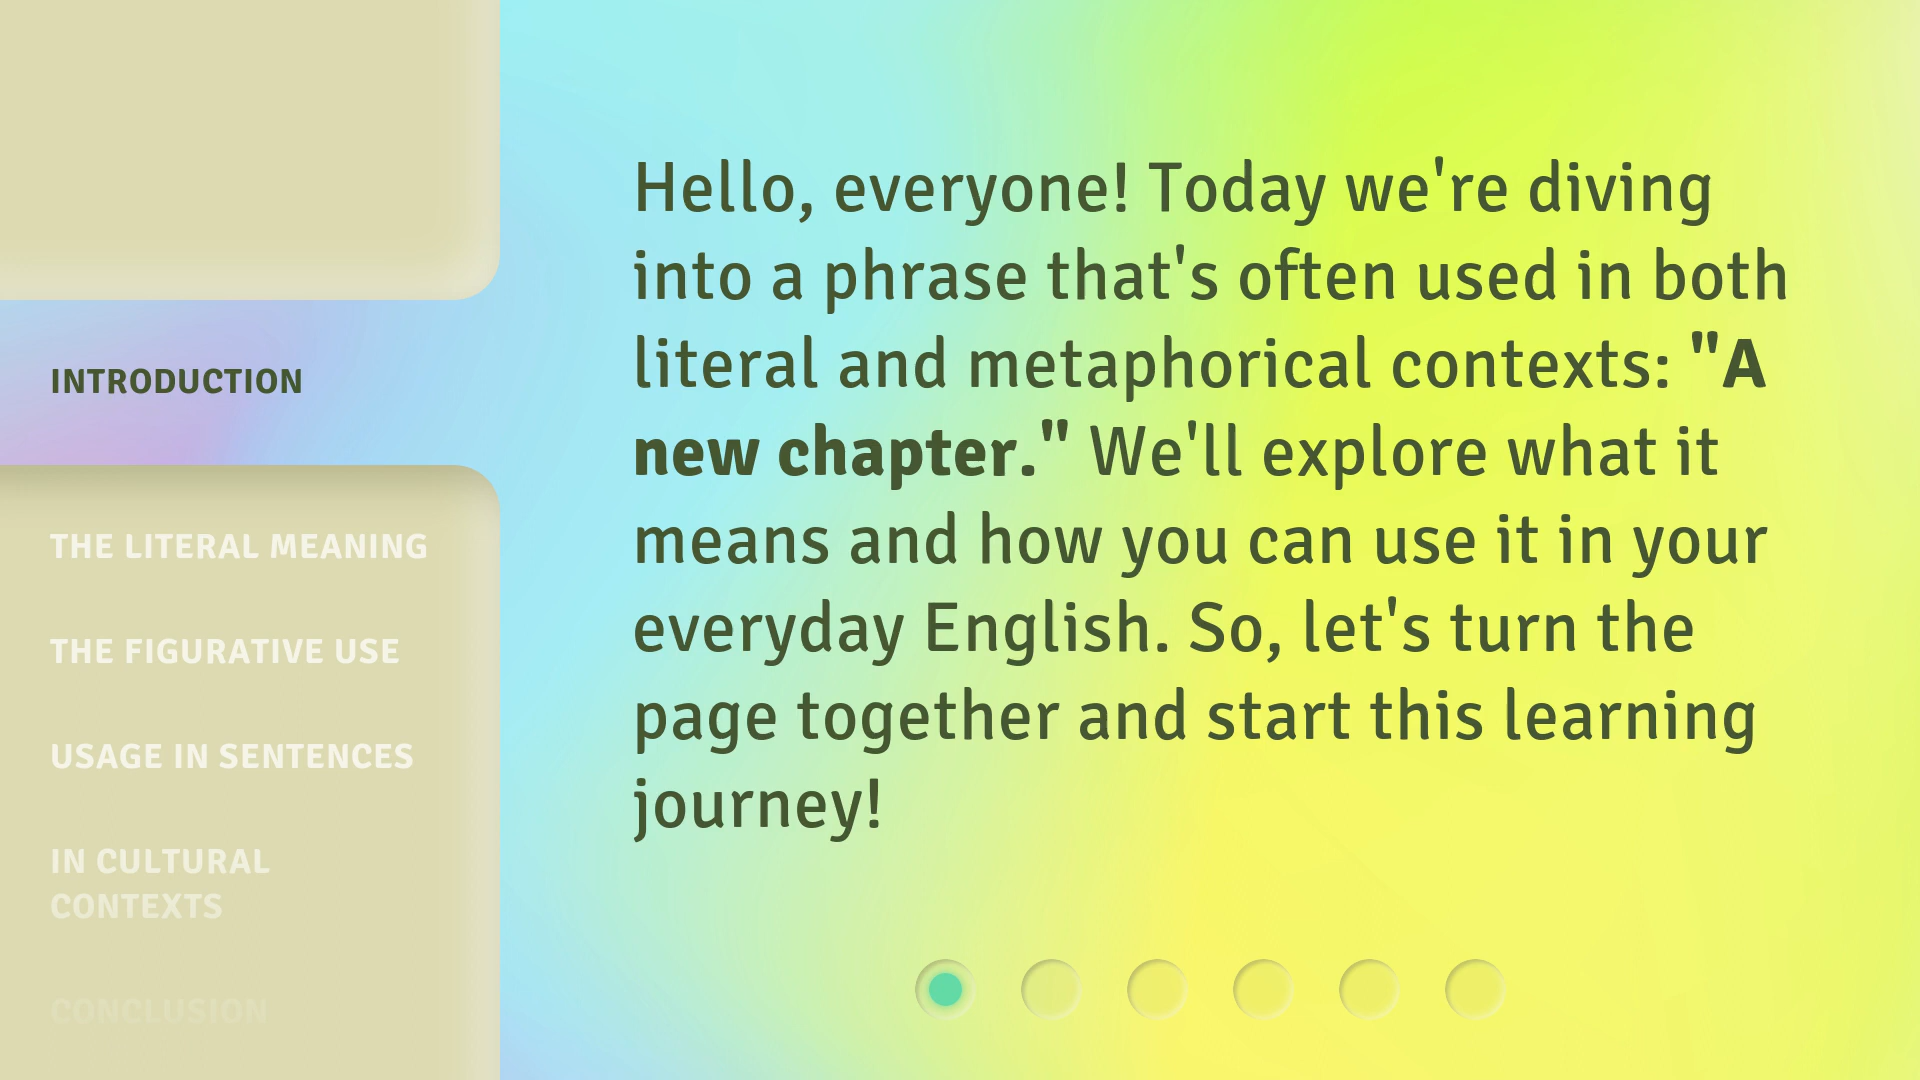 INTRODUCTION
THE LITERAL MEANING
THE FIGURATIVE USE
USAGE IN SENTENCES
IN CULTURAL
CONTEXTS
CONCLUSION
Hello, everyone! Today we're diving
into a phrase that's often used in both
literal and metaphorical contexts: "A
new chapter." We'll explore what it
means and how you can use it in your
everyday English. So, let's turn the
page together and start this learning
journey!